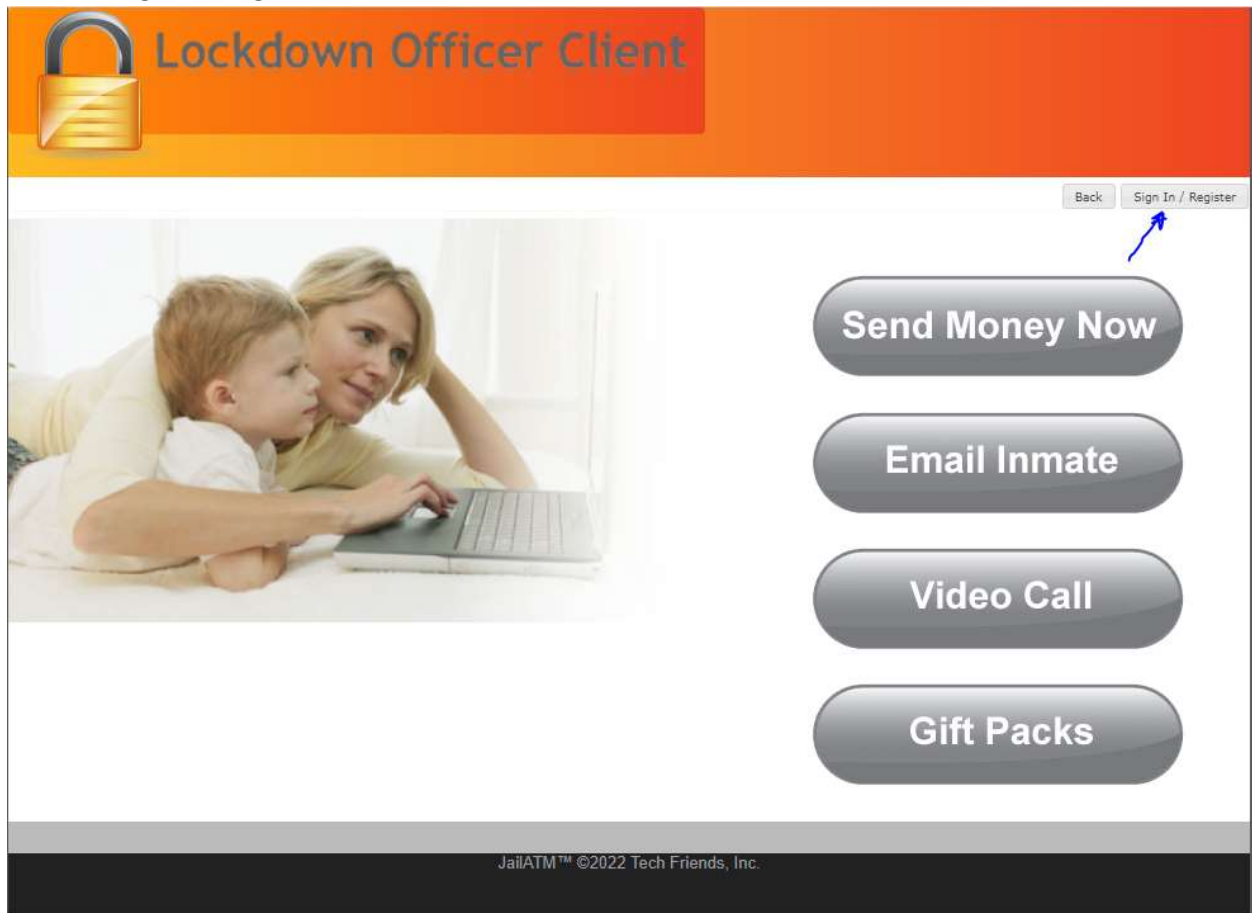 Lockdown Officer Client
Back Sign In / Register
Send Money Now
Email Inmate
Video Call
Gift Packs
JailATM™ ©2022 Tech Friends, Inc.